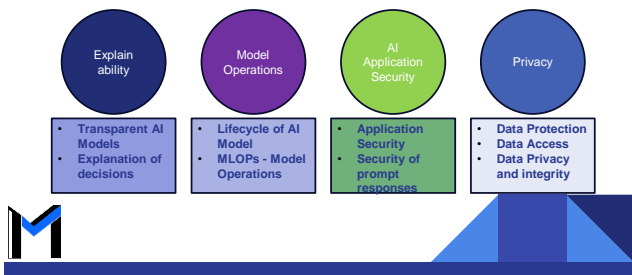 Explain
ability
Model
Operations
AI
Application
Security
Privacy
• Transparent AI
Models
• Explanation of
decisions
• Lifecycle of AI
Model
• MLOPs - Model
Operations
• Application
Security
• Security of
prompt
responses
• Data Protection
• Data Access
• Data Privacy
and integrity
M